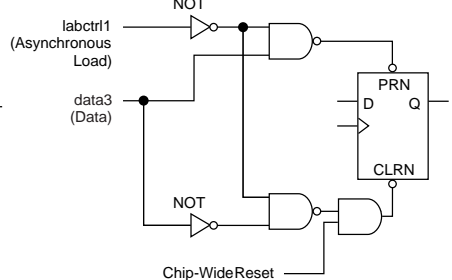 NOT
labctrl1
(Asynchronous
Load)
PRN
D Q
data3
(Data)
CLRN
NOT
Chip-Wide Reset